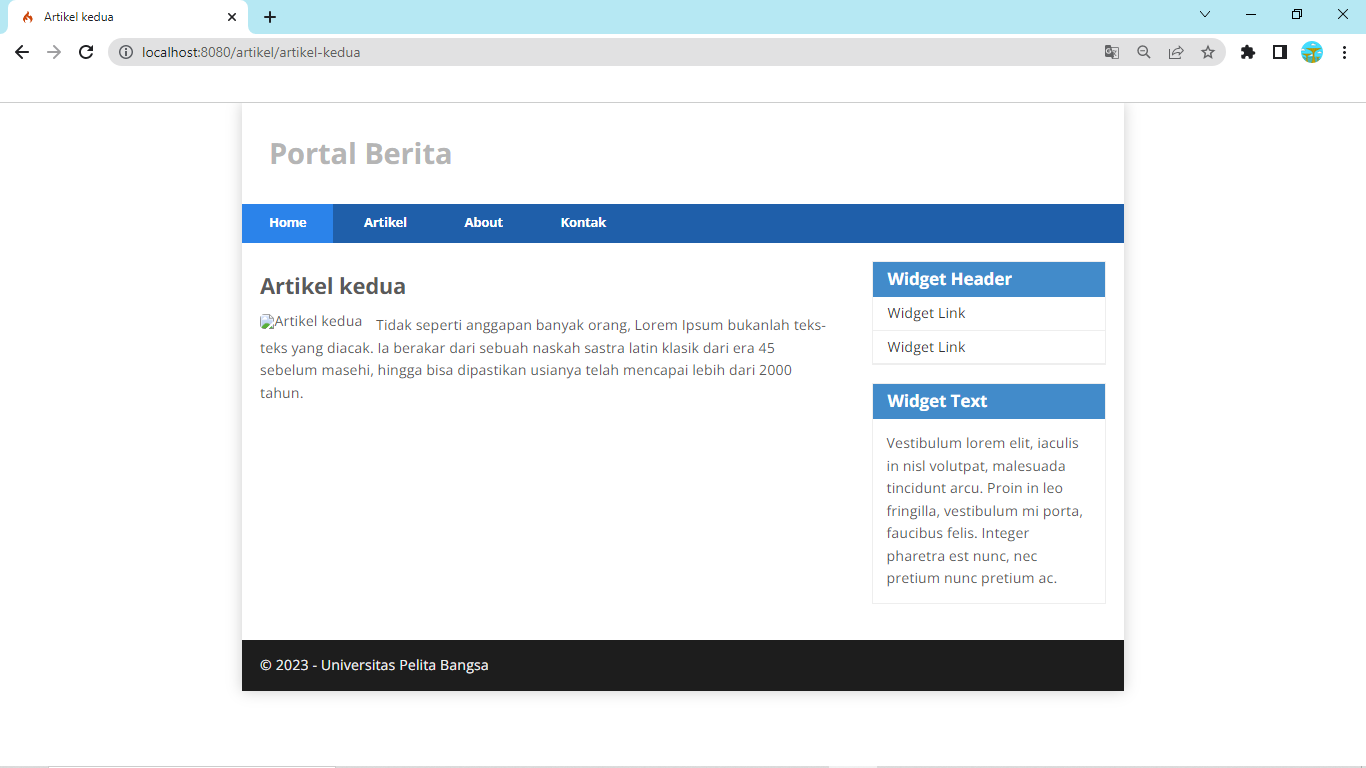 Artikel kedua
localhost:8080/artikel/artikel-kedua
Portal Berita
Home Artikel About Kontak
Artikel kedua
Artikel kedua Tidak seperti anggapan banyak orang, Lorem Ipsum bukanlah teks-
teks yang diacak. Ia berakar dari sebuah naskah sastra latin klasik dari era 45
sebelum masehi, hingga bisa dipastikan usianya telah mencapai lebih dari 2000
tahun.
Widget Header
Widget Link
Widget Link
Widget Text
Vestibulum lorem elit, iaculis
in nisl volutpat, malesuada
tincidunt arcu. Proin in leo
fringilla, vestibulum mi porta,
faucibus felis. Integer
pharetra est nunc, nec
pretium nunc pretium ac.
© 2023 - Universitas Pelita Bangsa